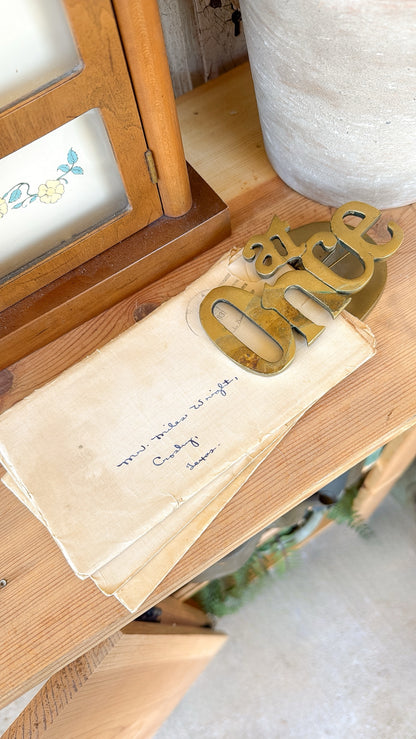 at
Once
Mr. Miles Wright,
Crosby,
Texas.